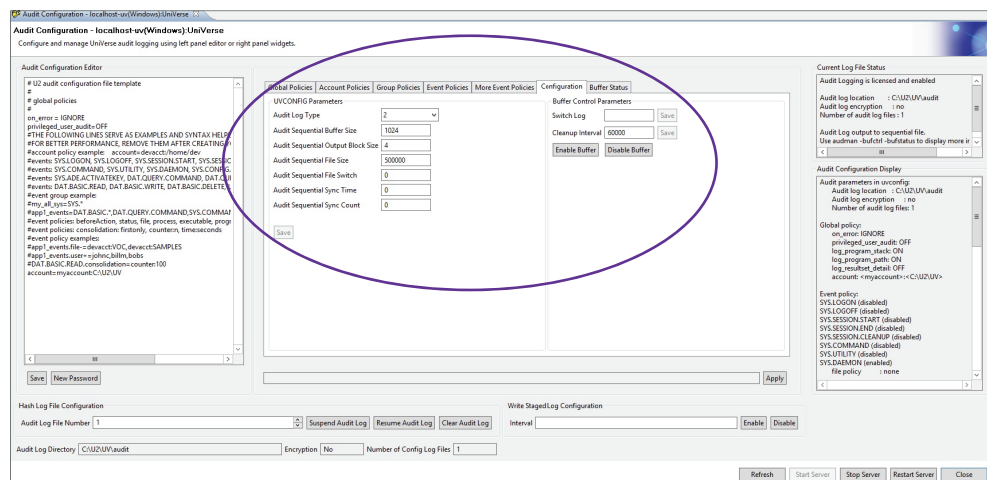 Audit Configuration - localhost-uv(Windows):UniVerse
Audit Configuration - localhost-uv(Windows):UniVerse
Configure and manage UniVerse audit logging using left panel editor or right panel widgets.
Audit Configuration Editor
# U2 audit configuration file template
#
# global policies
#
on_error = IGNORE
privileged_user_audit=OFF
#THE FOLLOWING LINES SERVE AS EXAMPLES AND SYNTAX HELP
#FOR BETTER PERFORMANCE, REMOVE THEM AFTER CREATING
#account policy example: account=devacct:/home/dev
#events: SYS.LOGON, SYS.LOGOFF, SYS.SESSION.START,
#events: SYS.COMMAND, SYS.UTILITY, SYS.DAEMON, SYS.CONFIG.
#events: SYS.ADE.ACTIVATEKEY, DAT.QUERY.COMMAND,
#events: DAT.BASIC.READ, DAT.BASIC.WRITE, DAT.BASIC.DELETE,
#event group example:
#my_all_sys=SYS.*
#app1_events=DAT.BASIC.*,DAT.QUERY.COMMAND,SYS.COMMAN
#event policies: beforeAction, status, file, process, executable, progr
#event policies: consolidation: firstonly, counter:n, time:seconds
#event policy examples:
#app1_events.file-=devacct:VOC,devacct:SAMPLES
#app1_events.user+=johnc,billm,bobs
#DAT.BASIC.READ.consolidation=counter:100
account=myaccount:C:\U2\UV
Save New Password
Global Policies Account Policies Group Policies Event Policies More Event Policies Configuration Buffer Status
UVCONFIG Parameters
Audit Log Type 2
Audit Sequential Buffer Size 1024
Audit Sequential Output Block Size 4
Audit Sequential File Size 500000
Audit Sequential File Switch 0
Audit Sequential Sync Time 0
Audit Sequential Sync Count 0
Save
Buffer Control Parameters
Switch Log Save
Cleanup Interval 60000 Save
Enable Buffer Disable Buffer
Apply
Current Log File Status
Audit Logging is licensed and enabled
Audit log location : C:\U2\UV\audit
Audit log encryption : no
Number of audit log files : 1
Audit Log output to sequential file.
Use audman -bufctrl -bufstatus to display more ir
Audit Configuration Display
Audit parameters in uvconfig:
Audit log location : C:\U2\UV\audit
Audit log encryption : no
Number of audit log files: 1
Global policy:
on_error: IGNORE
privileged_user_audit: OFF
log_program_stack: ON
log_program_path: ON
log_resultset_detail: OFF
account: <myaccount>:<C:\U2\UV>
Event policy:
SYS.LOGON (disabled)
SYS.LOGOFF (disabled)
SYS.SESSION.START (disabled)
SYS.SESSION.END (disabled)
SYS.SESSION.CLEANUP (disabled)
SYS.COMMAND (disabled)
SYS.UTILITY (disabled)
SYS.DAEMON (enabled)
file policy : none
Hash Log File Configuration
Audit Log File Number 1 Suspend Audit Log Resume Audit Log Clear Audit Log
Write StagedLog Configuration
Interval Enable Disable
Audit Log Directory C:\U2\UV\audit Encryption No Number of Config Log Files 1
Refresh Start Server Stop Server Restart Server Close